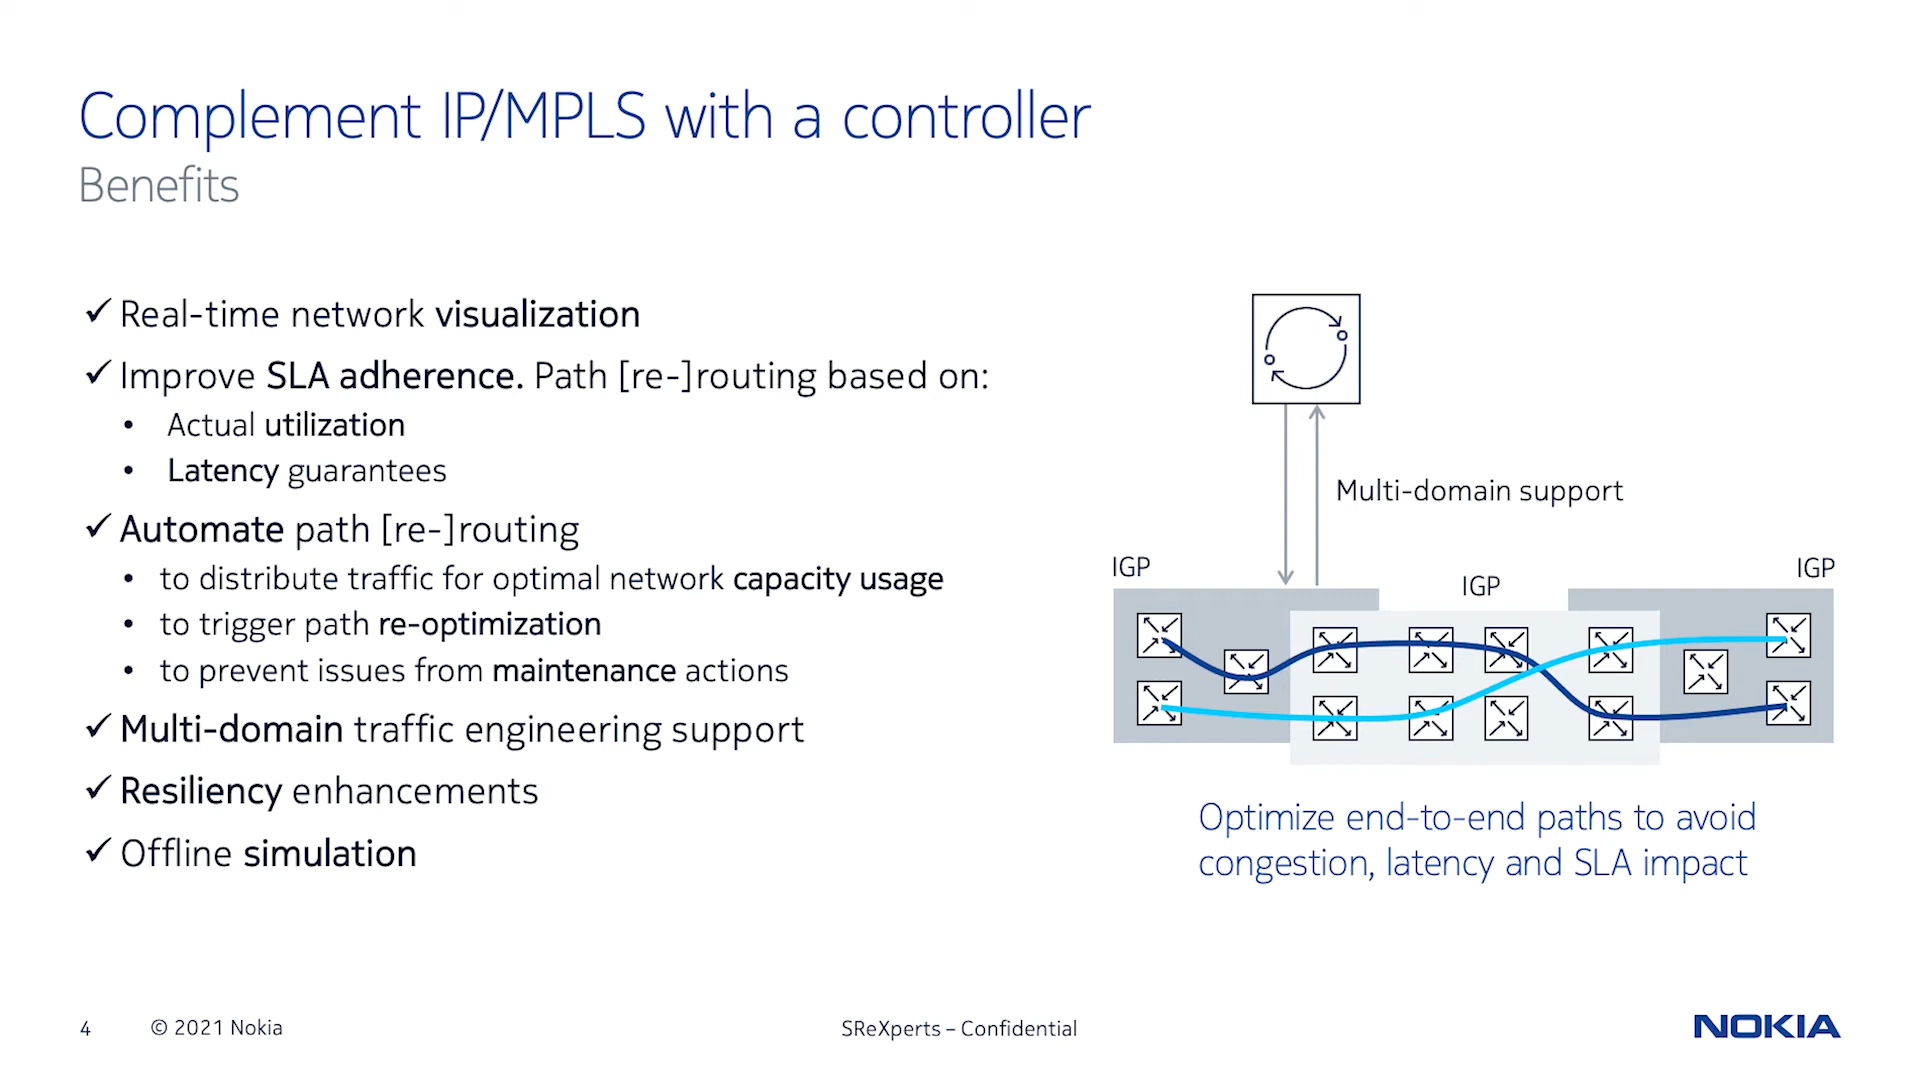 Complement IP/MPLS with a controller
Benefits
✓ Real-time network visualization
✓ Improve SLA adherence. Path [re-]routing based on:
• Actual utilization
• Latency guarantees
✓ Automate path [re-]routing
• to distribute traffic for optimal network capacity usage
• to trigger path re-optimization
• to prevent issues from maintenance actions
✓ Multi-domain traffic engineering support
✓ Resiliency enhancements
✓ Offline simulation
Multi-domain support
IGP
IGP
IGP
Optimize end-to-end paths to avoid
congestion, latency and SLA impact
4
© 2021 Nokia
SReXperts – Confidential
NOKIA